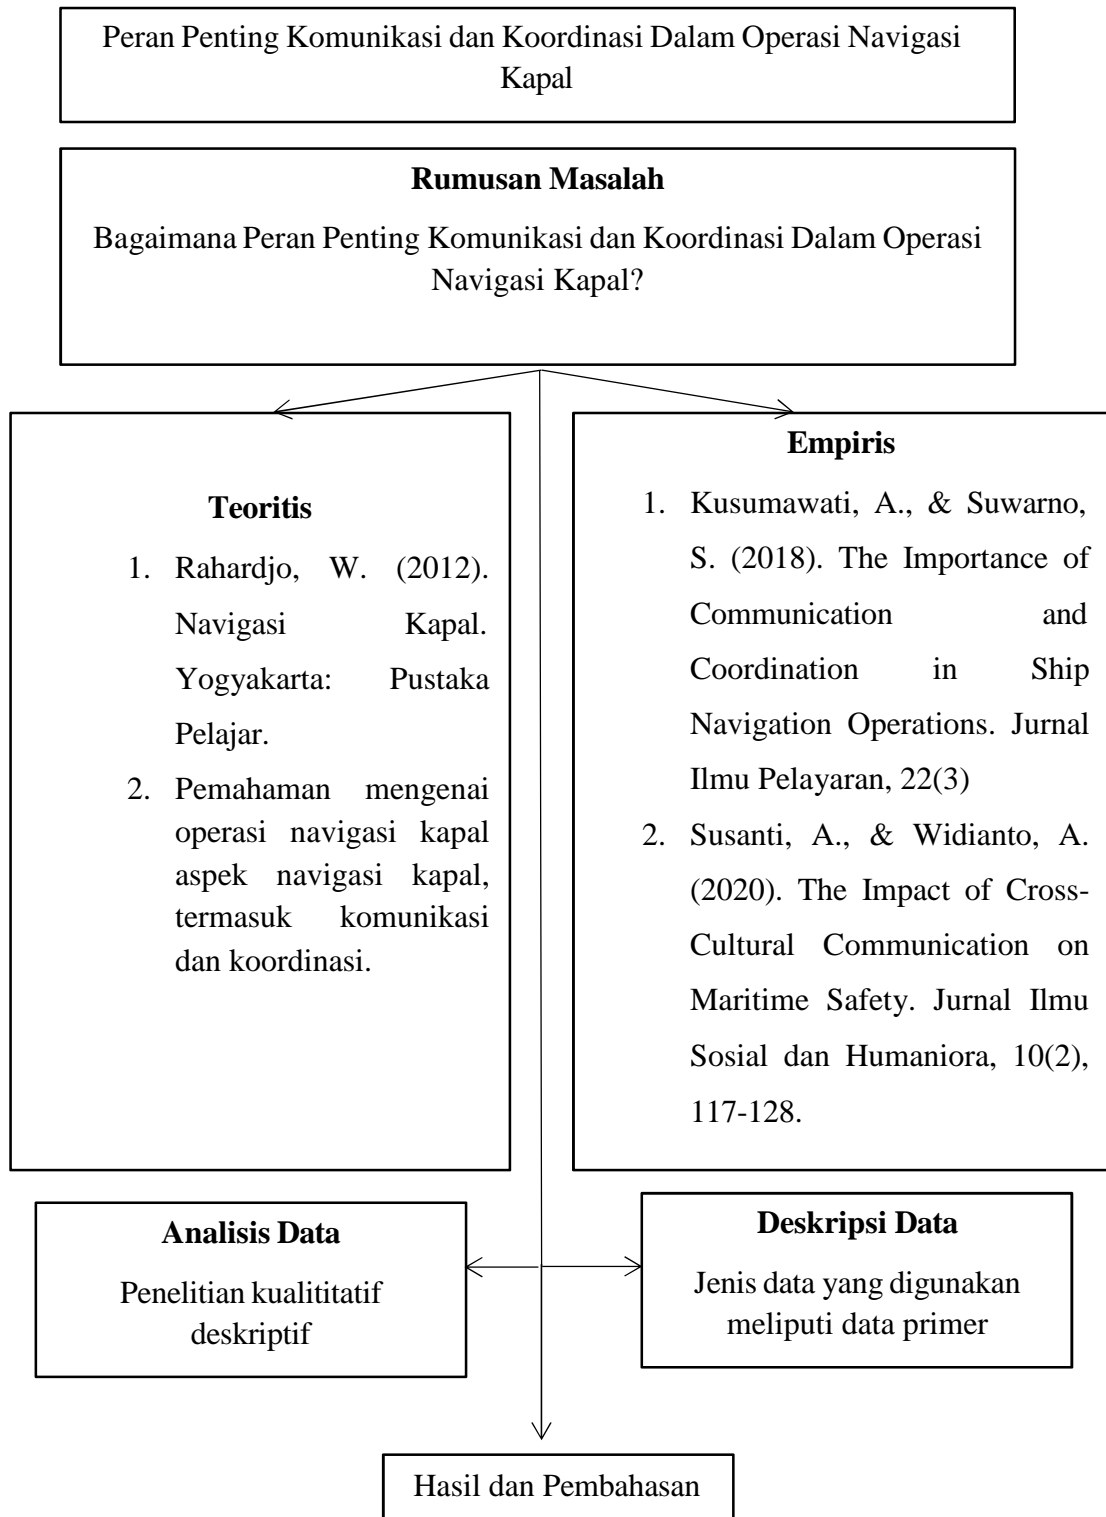 Peran Penting Komunikasi dan Koordinasi Dalam Operasi Navigasi
Kapal
Rumusan Masalah
Bagaimana Peran Penting Komunikasi dan Koordinasi Dalam Operasi
Navigasi Kapal?
Teoritis
1. Rahardjo, W. (2012).
Navigasi Kapal.
Yogyakarta: Pustaka
Pelajar.
2. Pemahaman mengenai
operasi navigasi kapal
aspek navigasi kapal,
termasuk komunikasi
dan koordinasi.
Empiris
1. Kusumawati, A., & Suwarno,
S. (2018). The Importance of
Communication and
Coordination in Ship
Navigation Operations. Jurnal
Ilmu Pelayaran, 22(3)
2. Susanti, A., & Widianto, A.
(2020). The Impact of Cross-
Cultural Communication on
Maritime Safety. Jurnal Ilmu
Sosial dan Humaniora, 10(2),
117-128.
Analisis Data
Penelitian kualititatif
deskriptif
Deskripsi Data
Jenis data yang digunakan
meliputi data primer
Hasil dan Pembahasan